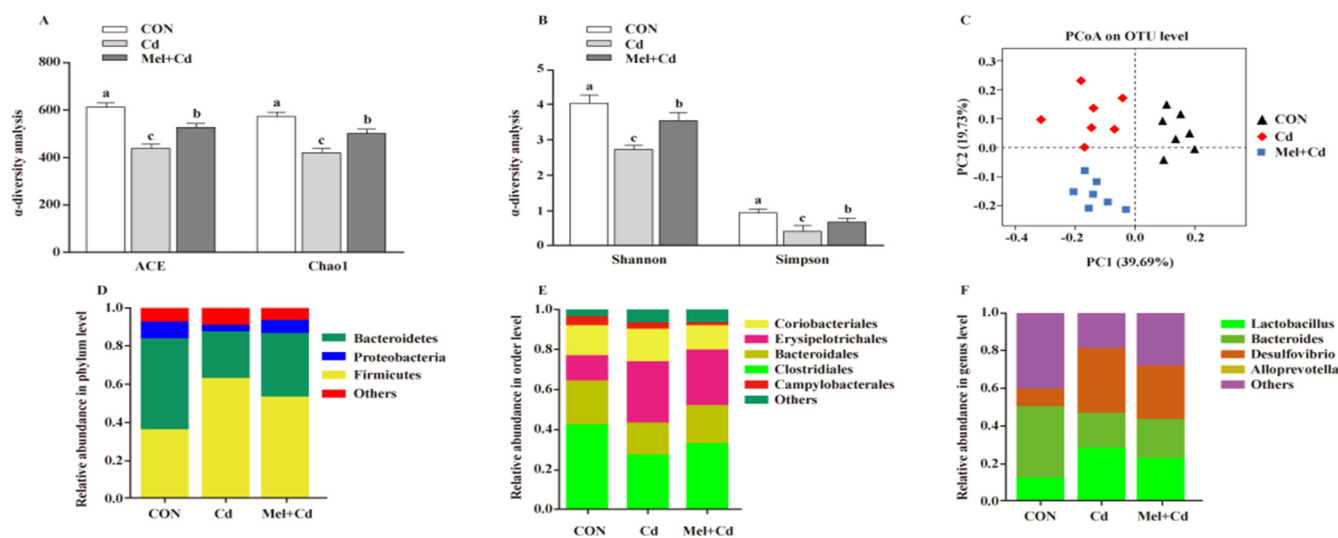 A
CON
Cd
Mel+Cd
α-diversity analysis
800
600
400
200
0
a
c
b
a
c
b
ACE
Chao1
B
CON
Cd
Mel+Cd
α-diversity analysis
5
4
3
2
1
0
a
c
b
a
c
b
Shannon
Simpson
C
PCoA on OTU level
PC2 (19.73%)
0.3
0.2
0.1
0.0
-0.1
-0.2
-0.4
-0.2
0.0
0.2
PC1 (39.69%)
CON
Cd
Mel+Cd
D
Relative abundance in phylum level
1.0
0.8
0.6
0.4
0.2
0.0
CON
Cd
Mel+Cd
Bacteroidetes
Proteobacteria
Firmicutes
Others
E
Relative abundance in order level
1.0
0.8
0.6
0.4
0.2
0.0
CON
Cd
Mel+Cd
Coriobacteriales
Erysipelotrichales
Bacteroidales
Clostridiales
Campylobacterales
Others
F
Relative abundance in genus level
1.0
0.8
0.6
0.4
0.2
0.0
CON
Cd
Mel+Cd
Lactobacillus
Bacteroides
Desulfovibrio
Alloprevotella
Others